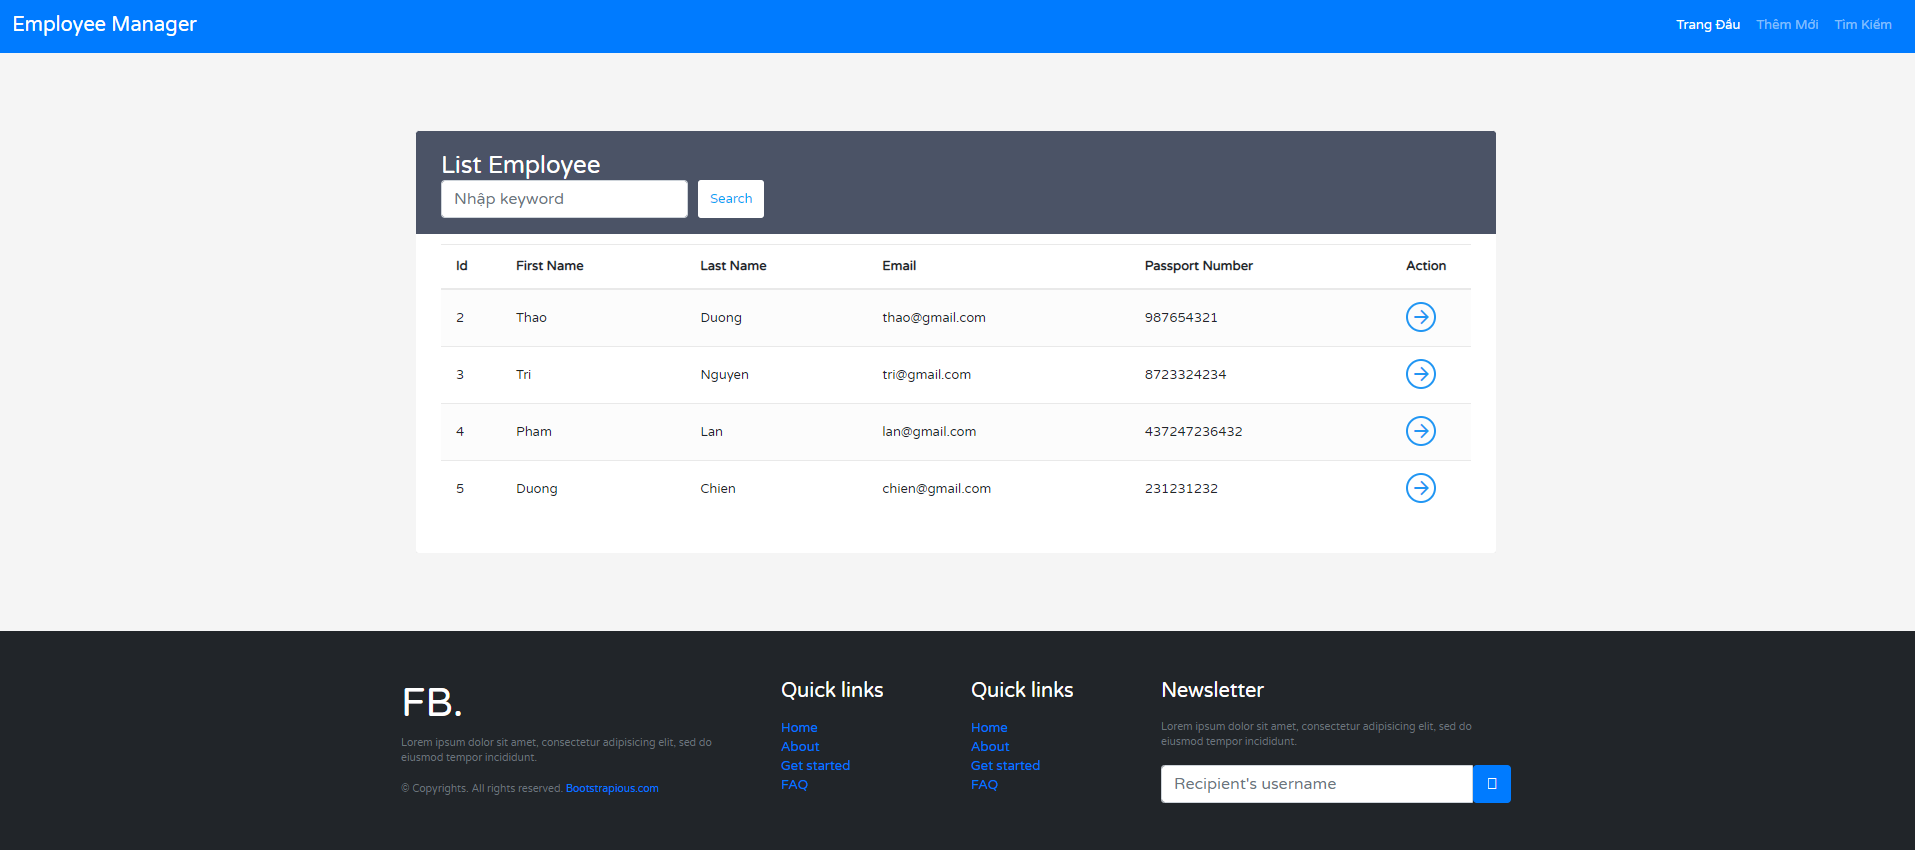 Employee Manager
Trang Đầu Thêm Mới Tìm Kiếm
List Employee
Nhập keyword Search
Id First Name Last Name Email Passport Number Action
2 Thao Duong thao@gmail.com 987654321
3 Tri Nguyen tri@gmail.com 8723324234
4 Pham Lan lan@gmail.com 437247236432
5 Duong Chien chien@gmail.com 231231232
FB.
Lorem ipsum dolor sit amet, consectetur adipisicing elit, sed do
eiusmod tempor incididunt.
© Copyrights. All rights reserved. Bootstrapious.com
Quick links
Home
About
Get started
FAQ
Quick links
Home
About
Get started
FAQ
Newsletter
Lorem ipsum dolor sit amet, consectetur adipisicing elit, sed do
eiusmod tempor incididunt.
Recipient's username